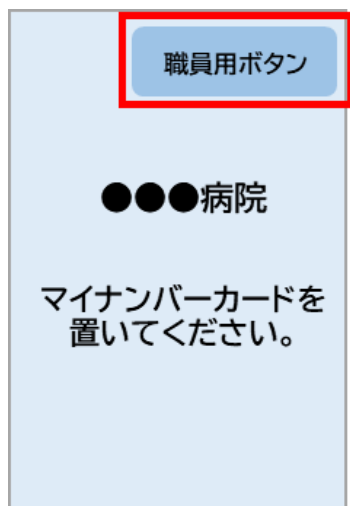 職員用ボタン
●●●病院
マイナンバーカードを
置いてください。